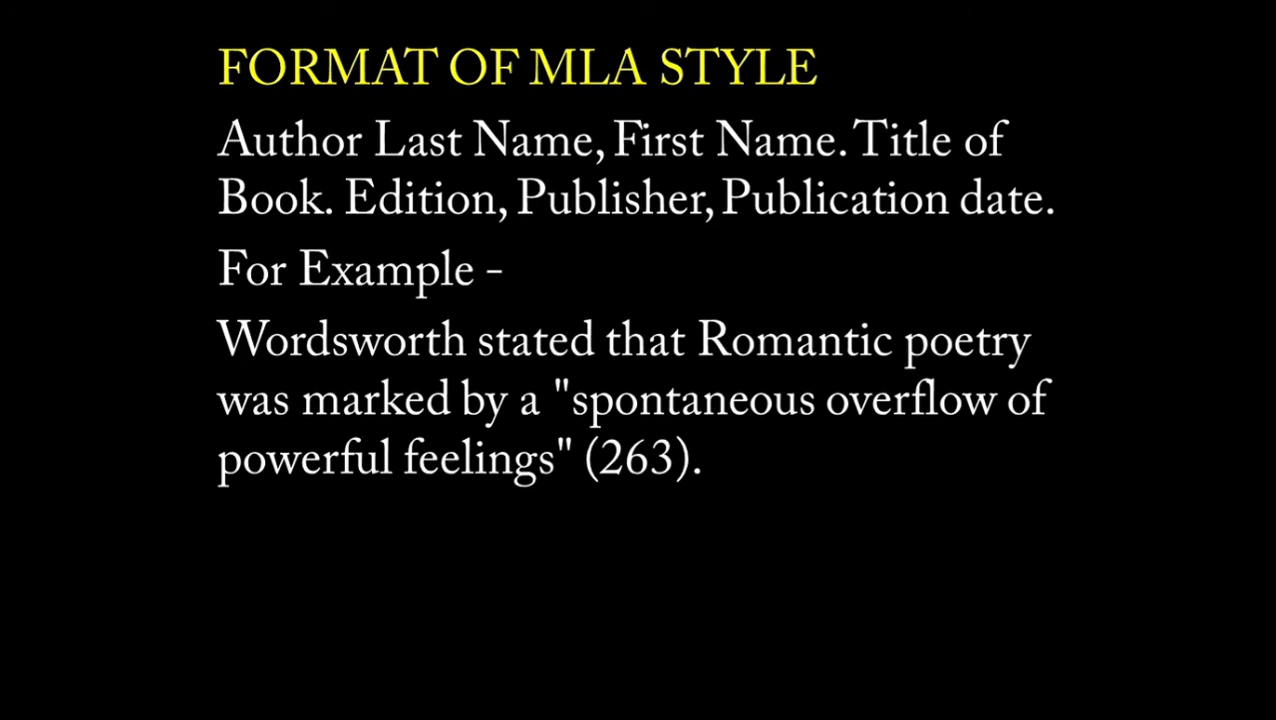 FORMAT OF MLA STYLE
Author Last Name, First Name. Title of
Book. Edition, Publisher, Publication date.
For Example -
Wordsworth stated that Romantic poetry
was marked by a "spontaneous overflow of
powerful feelings" (263).